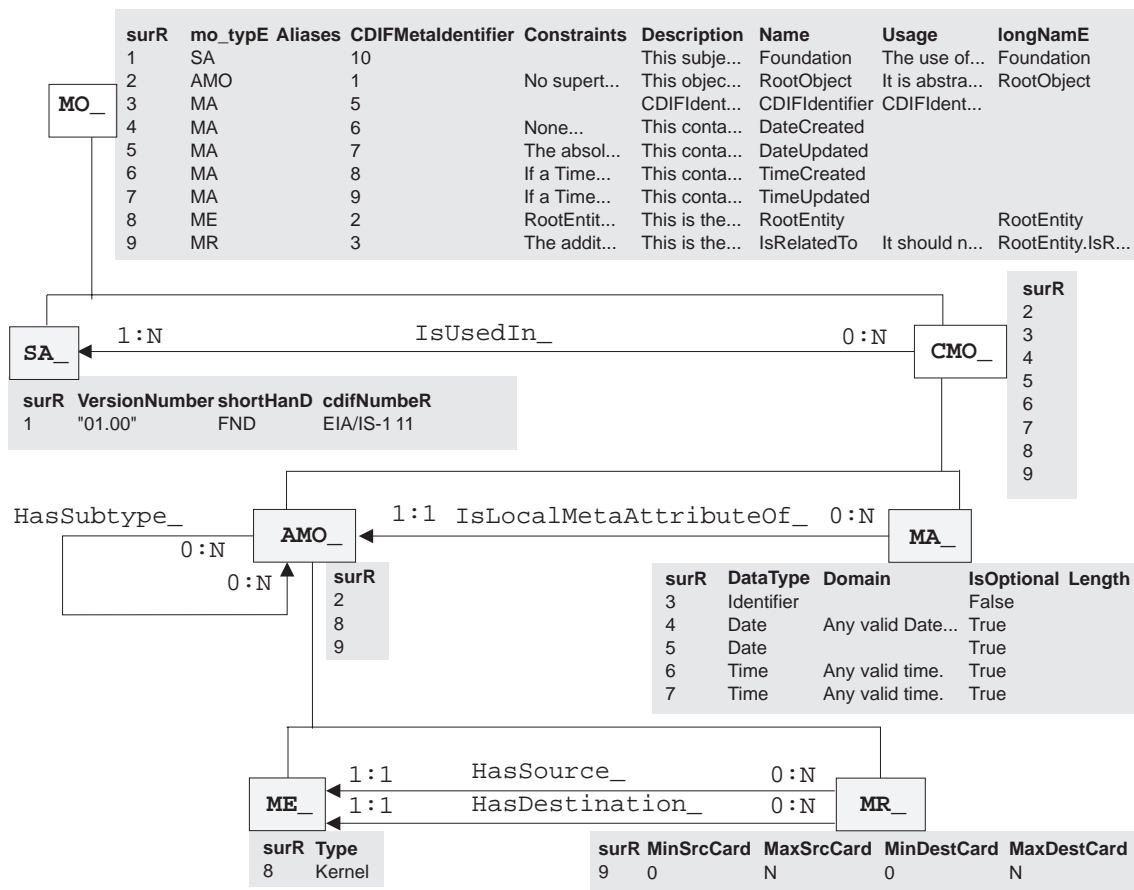 surR mo_typE Aliases CDIFMetaIdentifier Constraints Description Name Usage longNamE
1 SA 10 This subje... Foundation The use of... Foundation
2 AMO 1 No supert... This objec... RootObject It is abstra... RootObject
MO_
3 MA 5 CDIFIdent... CDIFIdentifier CDIFIdent...
4 MA 6 None... This conta... DateCreated
5 MA 7 The absol... This conta... DateUpdated
6 MA 8 If a Time... This conta... TimeCreated
7 MA 9 If a Time... This conta... TimeUpdated
8 ME 2 RootEntit... This is the... RootEntity RootEntity
9 MR 3 The addit... This is the... IsRelatedTo It should n... RootEntity.IsR...
SA_
1:N IsUsedIn_ 0:N
CMO_
surR
2
3
4
5
6
7
8
9
surR VersionNumber shortHanD cdifNumbeR
1 "01.00" FND EIA/IS-111
HasSubtype_
0:N
0:N
AMO_
1:1 IsLocalMetaAttributeOf_ 0:N
MA_
surR
2
8
9
surR DataType Domain IsOptional Length
3 Identifier False
4 Date Any valid Date... True
5 Date True
6 Time Any valid time. True
7 Time Any valid time. True
1:1 HasSource_ 0:N
ME_
1:1 HasDestination_ 0:N
MR_
surR Type
8 Kernel
surR MinSrcCard MaxSrcCard MinDestCard MaxDestCard
9 0 N 0 N